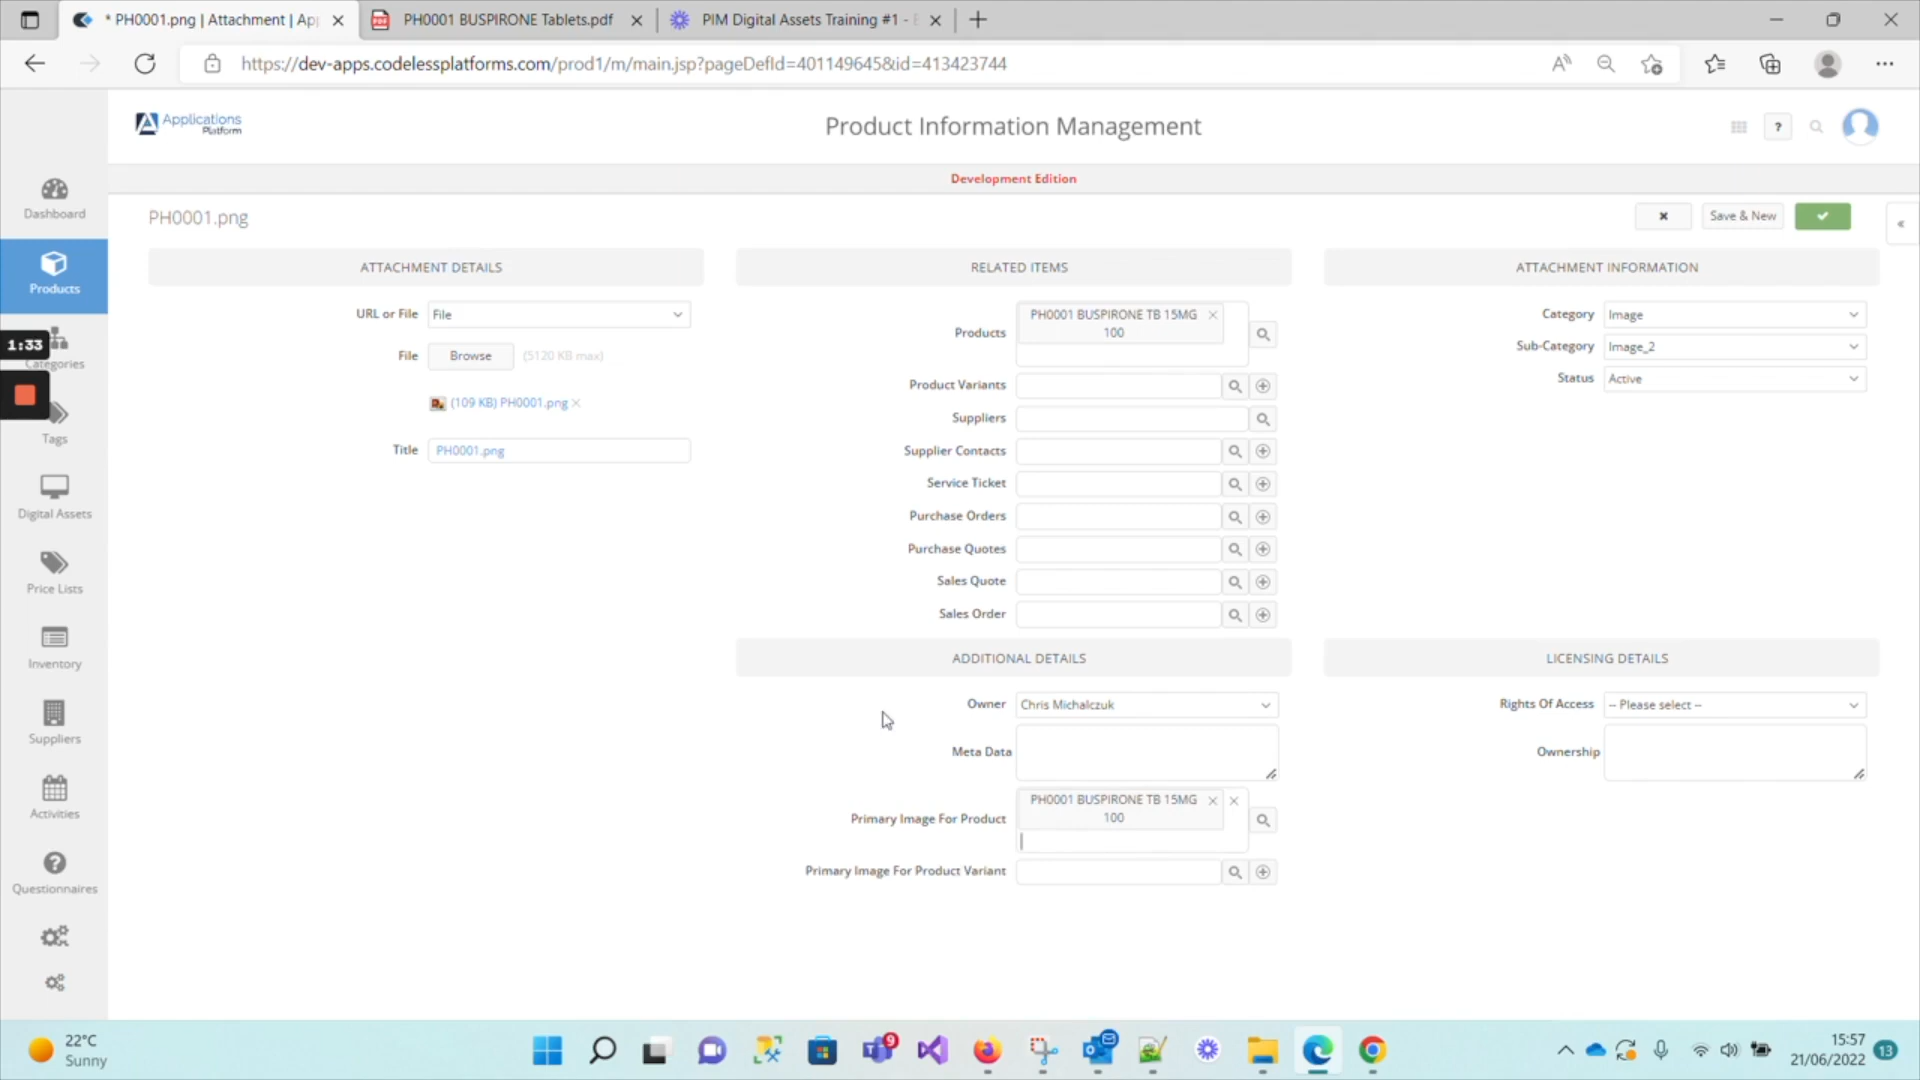 * PH0001.png | Attachment | Ap
PH0001 BUSPIRONE Tablets.pdf
PIM Digital Assets Training #1 -
https://dev-apps.codelessplatforms.com/prod1/m/main.jsp?pageDefId=401149645&id=413423744
Applications
Platform
Product Information Management
?
Development Edition
PH0001.png
Save & New
Dashboard
Products
1:33
Categories
Tags
Digital Assets
Price Lists
Inventory
Suppliers
Activities
Questionnaires
ATTACHMENT DETAILS
URL or File File
File Browse (5120 KB max)
(109 KB) PH0001.png
Title PH0001.png
RELATED ITEMS
Products PH0001 BUSPIRONE TB 15MG
100
Product Variants
Suppliers
Supplier Contacts
Service Ticket
Purchase Orders
Purchase Quotes
Sales Quote
Sales Order
ATTACHMENT INFORMATION
Category Image
Sub-Category Image_2
Status Active
ADDITIONAL DETAILS
Owner Chris Michalczuk
Meta Data
Primary Image For Product PH0001 BUSPIRONE TB 15MG
100
Primary Image For Product Variant
LICENSING DETAILS
Rights Of Access -- Please select --
Ownership
22°C
Sunny
9
15:57
21/06/2022
13